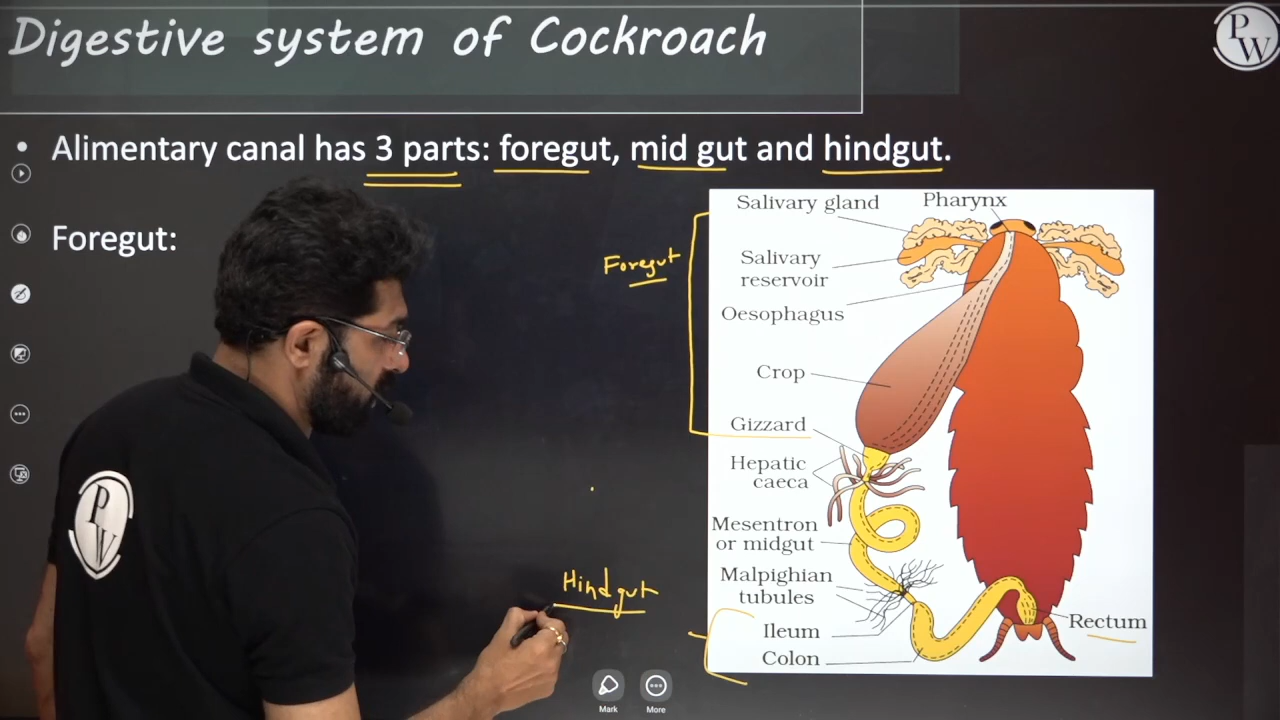 Digestive system of Cockroach
PW
• Alimentary canal has 3 parts: foregut, mid gut and hindgut.
Foregut:
Foregut
Salivary gland
Pharynx
Salivary
reservoir
Oesophagus
Crop
Gizzard
Hepatic
caeca
Mesentron
or midgut
Malpighian
tubules
Ileum
Colon
Rectum
Hindgut
PW
Mark
More